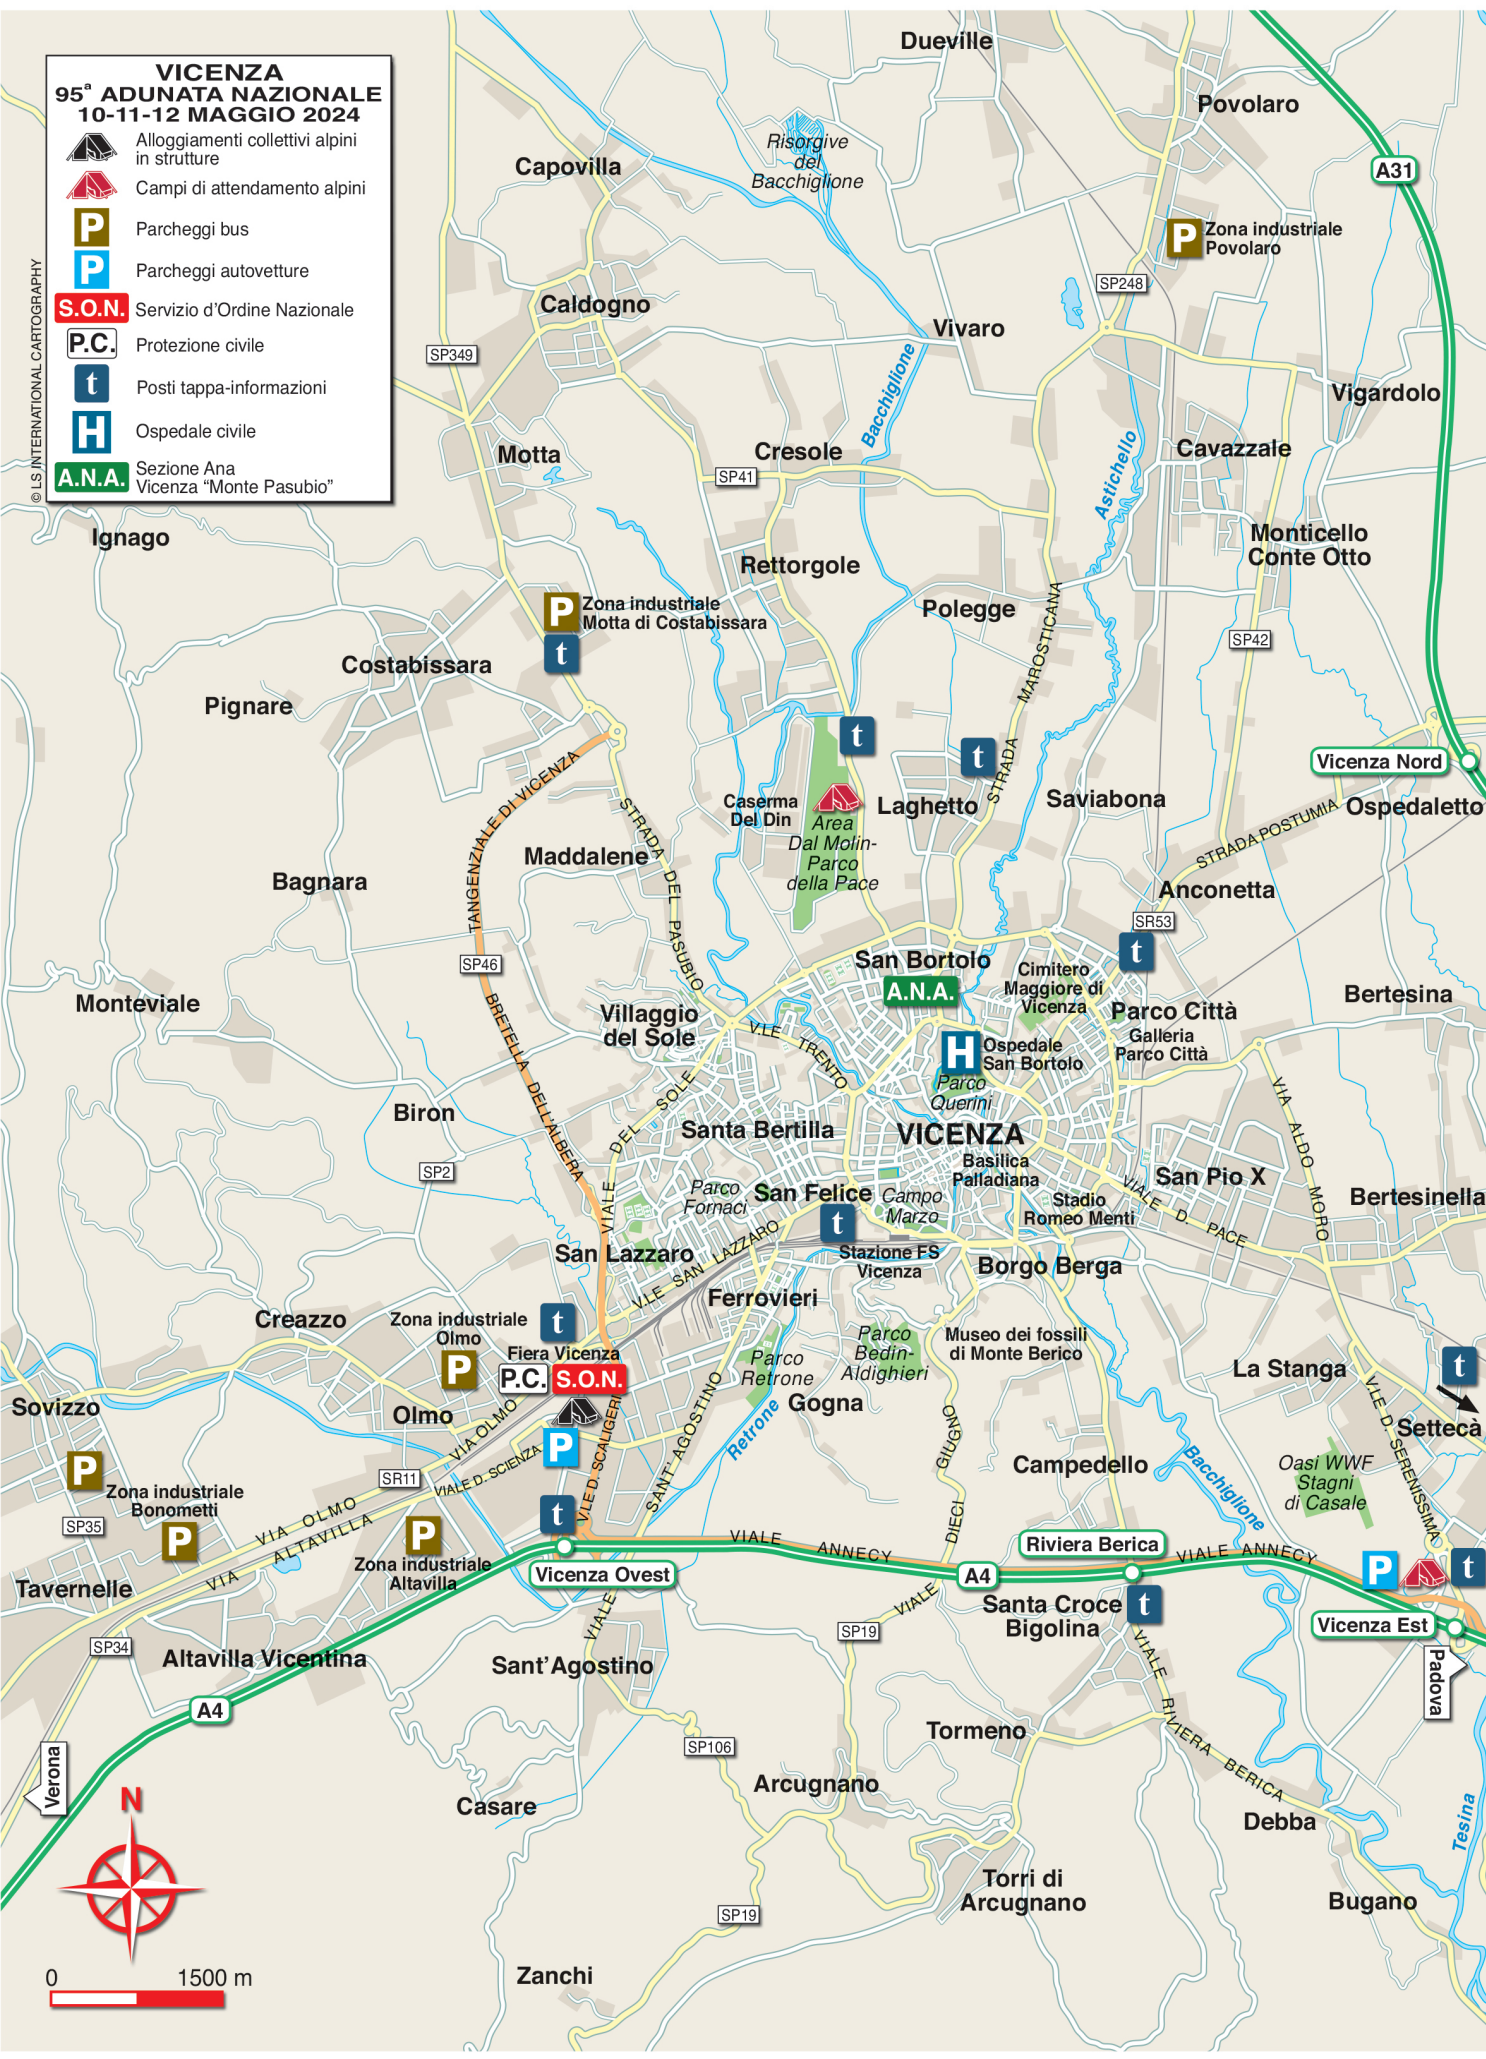 VICENZA
95ª ADUNATA NAZIONALE
10-11-12 MAGGIO 2024
Alloggiamenti collettivi alpini
in strutture
Campi di attendamento alpini
P
Parcheggi bus
P
Parcheggi autovetture
S.O.N.
Servizio d'Ordine Nazionale
P.C.
Protezione civile
t
Posti tappa-informazioni
H
Ospedale civile
A.N.A.
Sezione Ana
Vicenza “Monte Pasubio”
© LS INTERNATIONAL CARTOGRAPHY
Dueville
Povolaro
Capovilla
Risorgive
del
Bacchiglione
A31
P
Zona industriale
Povolaro
SP248
Caldogno
Vivaro
SP349
Bacchiglione
Vigardolo
Motta
Cresole
SP41
Astichello
Cavazzale
Ignago
Monticello
Conte Otto
Rettorgole
P
Zona industriale
Motta di Costabissara
t
Polegge
SP42
Costabissara
Pignare
STRADA MAROSTICANA
t
t
TANGENZIALE DI VICENZA
Vicenza Nord
Caserma
Del Din
Laghetto
Saviabona
Ospedaletto
STRADA POSTUMIA
Area
Dal Molin-
Parco
della Pace
Maddalene
STRADA DEL PASUBIO
Bagnara
Anconetta
SR53
t
San Bortolo
A.N.A.
SP46
Cimitero
Maggiore di
Vicenza
Bertesina
Monteviale
Villaggio
del Sole
Parco Città
Galleria
Parco Città
V.LE TRENTO
H
Ospedale
San Bortolo
Parco
Querini
BRETELLA DELL'ALBERA
Biron
VIALE DEL SOLE
Santa Bertilla
VICENZA
VIA ALDO MORO
SP2
Basilica
Palladiana
San Pio X
Parco
Fornaci
San Felice
Campo
Marzo
Stadio
Romeo Menti
VIALE D. PACE
Bertesinella
t
San Lazzaro
V.LE SAN LAZZARO
Stazione FS
Vicenza
Borgo Berga
Ferrovieri
Creazzo
Zona industriale
Olmo
P
t
Fiera Vicenza
P.C.
S.O.N.
Parco
Retrone
Parco
Bedin-
Aldighieri
Museo dei fossili
di Monte Berico
La Stanga
t
Settecà
Sovizzo
Olmo
Gogna
VIA OLMO
P
VIALE D. SCIENZA
V.LE D. SCALIGERI
SANT' AGOSTINO
Retrone
DIECI GIUGNO
Campedello
Bacchiglione
Oasi WWF
Stagni
di Casale
V.LE D. SERENISSIMA
P
Zona industriale
Bonometti
P
SR11
SP35
VIA OLMO
VIA ALTAVILLA
P
Zona industriale
Altavilla
t
VIALE ANNECY
Riviera Berica
VIALE ANNECY
P
t
Tavernelle
Vicenza Ovest
A4
Santa Croce
Bigolina
t
Vicenza Est
SP34
Altavilla Vicentina
VIALE
Sant'Agostino
SP19
VIALE
Padova
A4
VIALE RIVIERA BERICA
Tormeno
SP106
Verona
Arcugnano
Casare
N
Debba
Tesina
Torri di
Arcugnano
Bugano
SP19
Zanchi
0
1500 m